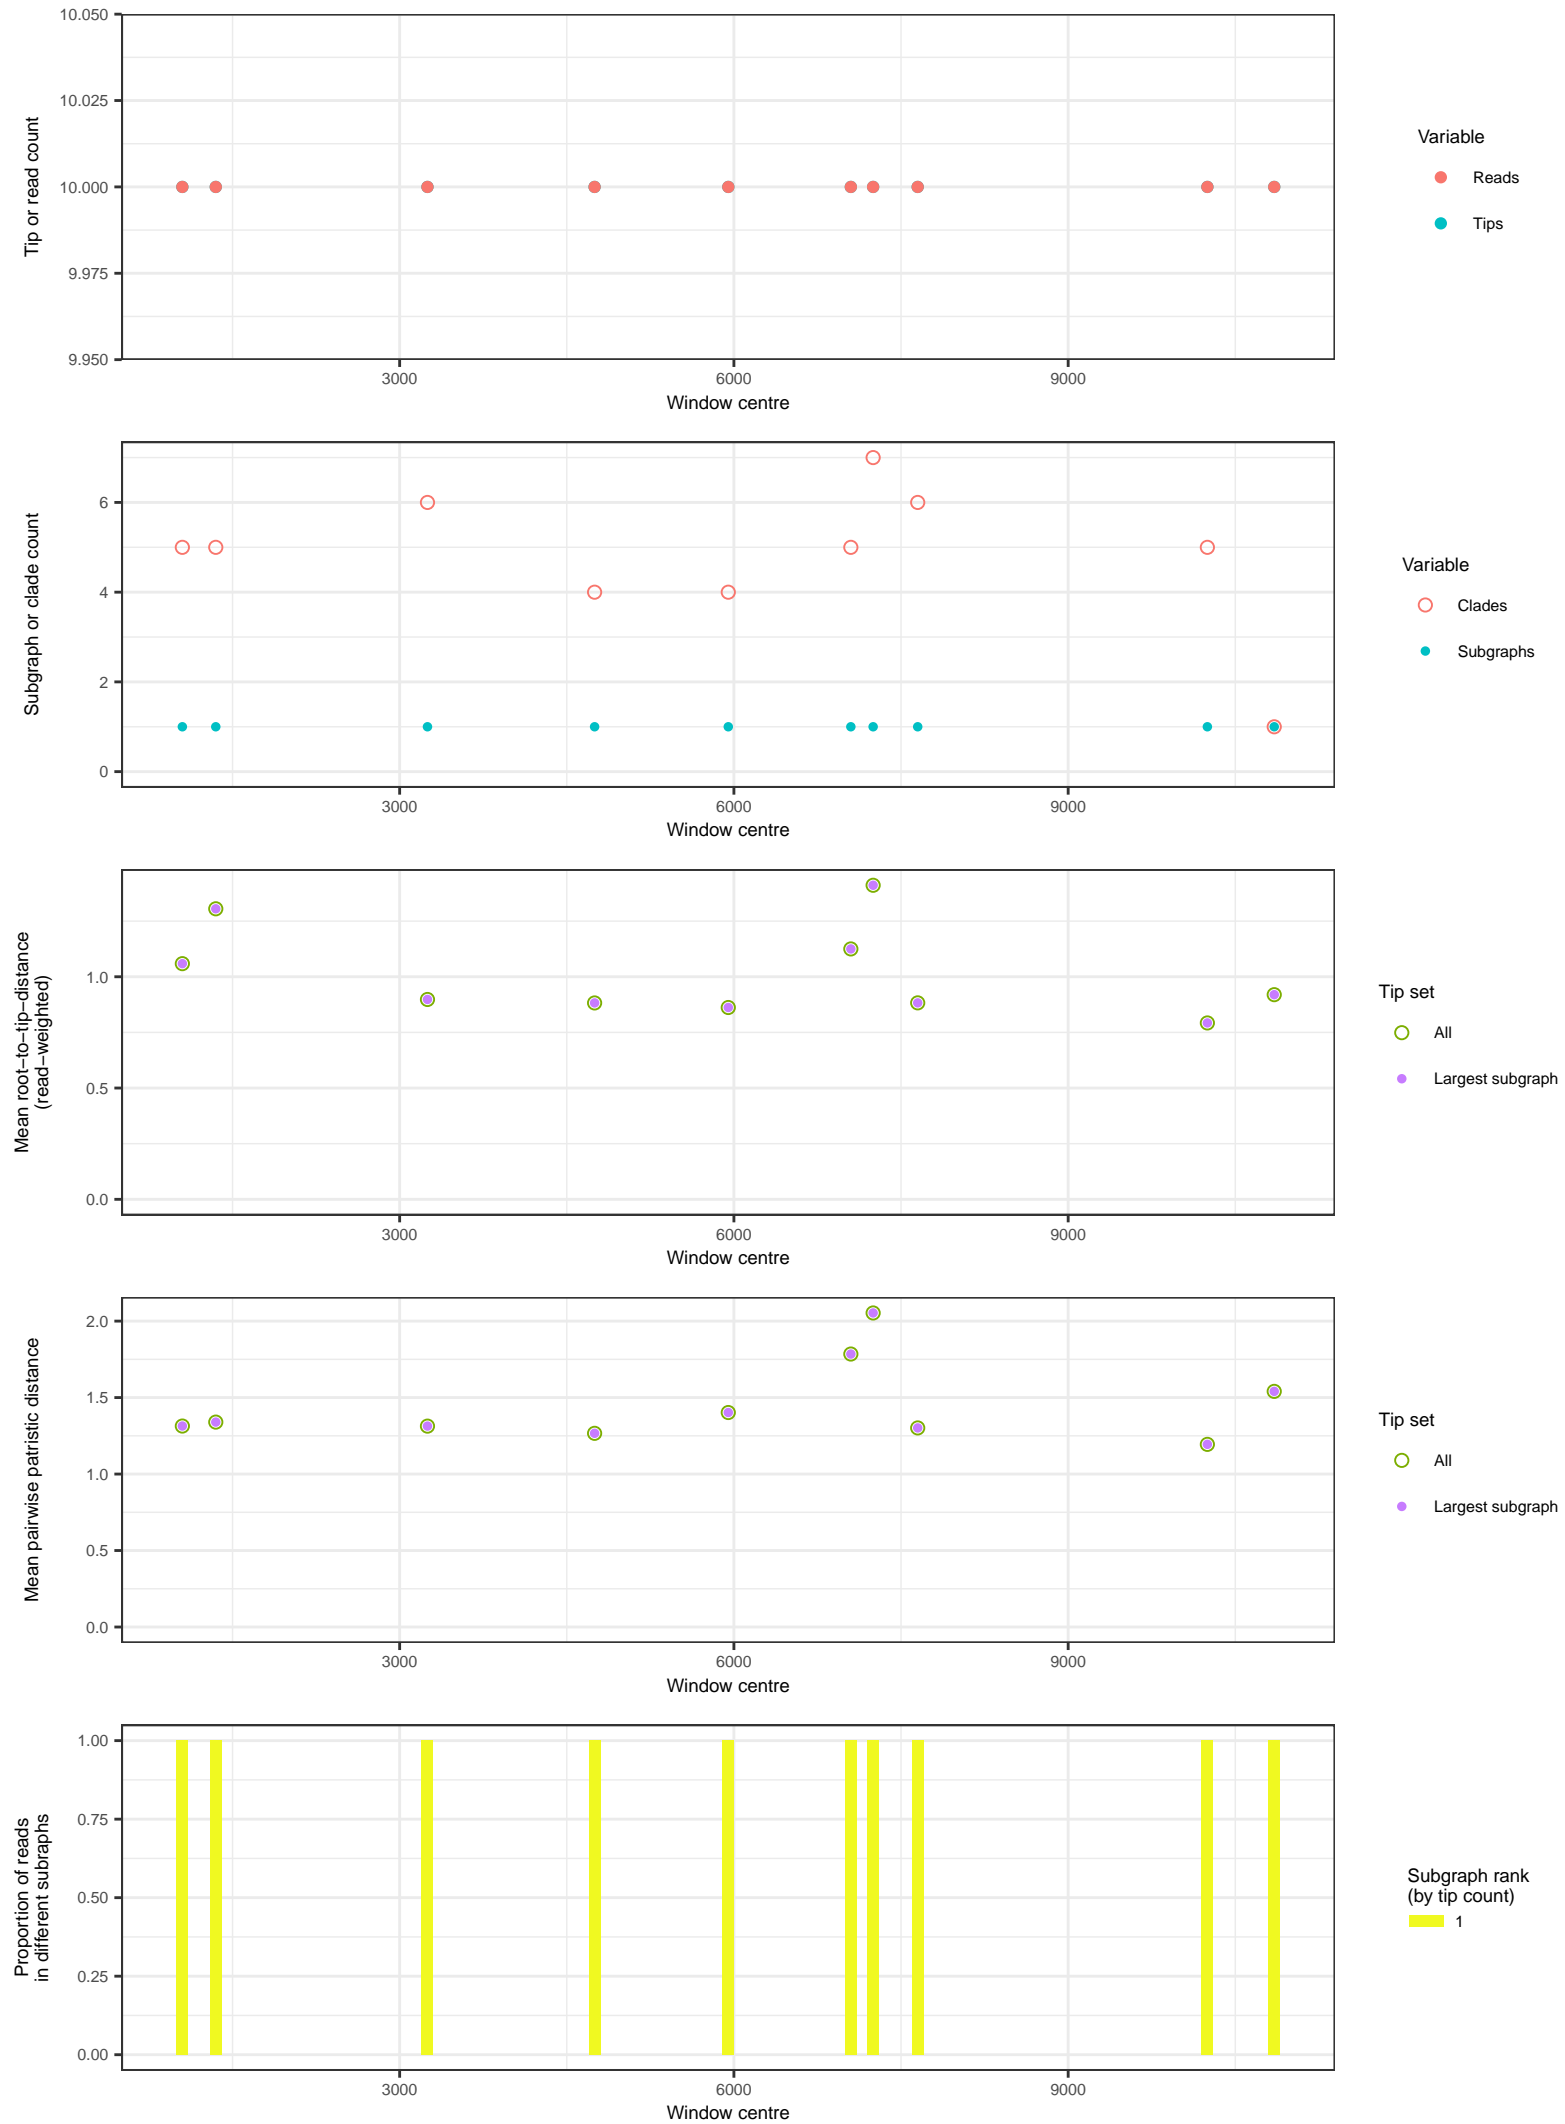 10.050
10.025
10.000
9.975
9.950
Tip or read count
3000
6000
9000
Window centre
Variable
Reads
Tips
6
4
2
0
Subgraph or clade count
3000
6000
9000
Window centre
Variable
Clades
Subgraphs
1.0
0.5
0.0
Mean root−to−tip−distance
(read−weighted)
3000
6000
9000
Window centre
Tip set
All
Largest subgraph
2.0
1.5
1.0
0.5
0.0
Mean pairwise patristic distance
3000
6000
9000
Window centre
Tip set
All
Largest subgraph
1.00
0.75
0.50
0.25
0.00
Proportion of reads
in different subraphs
3000
6000
9000
Window centre
Subgraph rank
(by tip count)
1